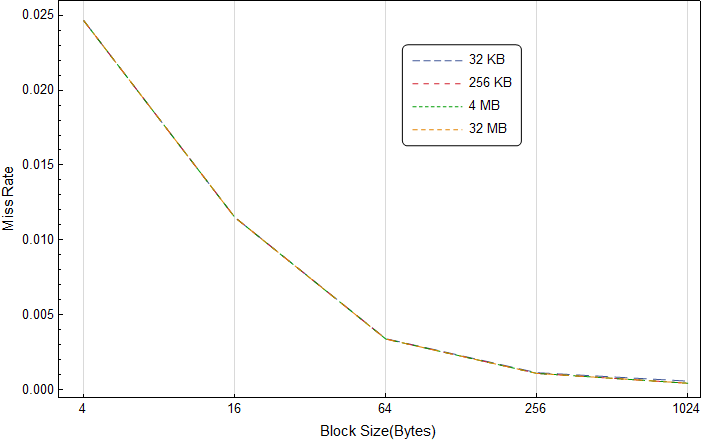 0.025
0.020
0.015
0.010
0.005
0.000
Miss Rate
32 KB
256 KB
4 MB
32 MB
4 16 64 256 1024
Block Size(Bytes)